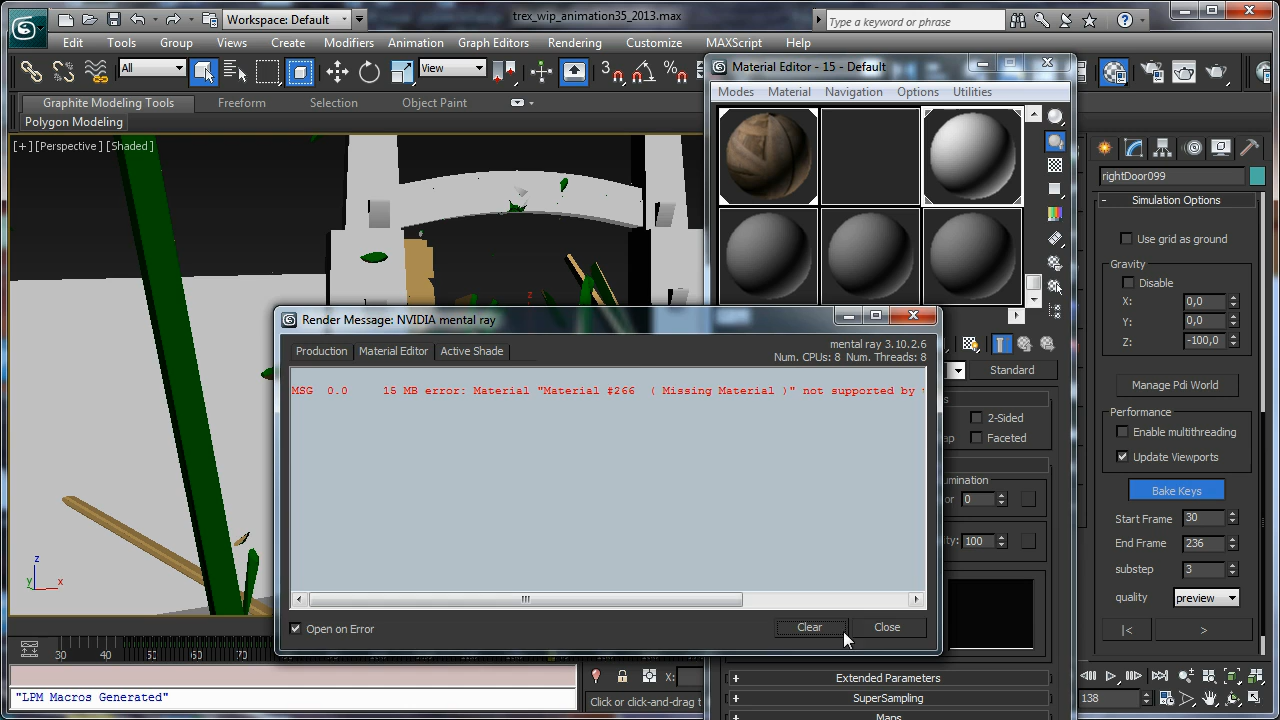 Workspace: Default
trex_wip_animation35_2013.max
Type a keyword or phrase
Edit Tools Group Views Create Modifiers Animation Graph Editors Rendering Customize MAXScript Help
All
View
3
%
Graphite Modeling Tools Freeform Selection Object Paint
Polygon Modeling
[+] [Perspective] [Shaded]
Material Editor - 15 - Default
Modes Material Navigation Options Utilities
Standard
2-Sided
Faceted
0
100
Extended Parameters
SuperSampling
Maps
Render Message: NVIDIA mental ray
Production Material Editor Active Shade
mental ray 3.10.2.6
Num. CPUs: 8 Num. Threads: 8
MSG 0.0 15 MB error: Material "Material #266 ( Missing Material )" not supported by
Open on Error
Clear
Close
rightDoor099
- Simulation Options
Use grid as ground
Gravity
Disable
X: 0,0
Y: 0,0
Z: -100,0
Manage Pdi World
Performance
Enable multithreading
Update Viewports
Bake Keys
Start Frame 30
End Frame 236
substep 3
quality preview
|< >
z
y x
30 40 50 60 70
X:
"LPM Macros Generated"
Click or click-and-drag t
138